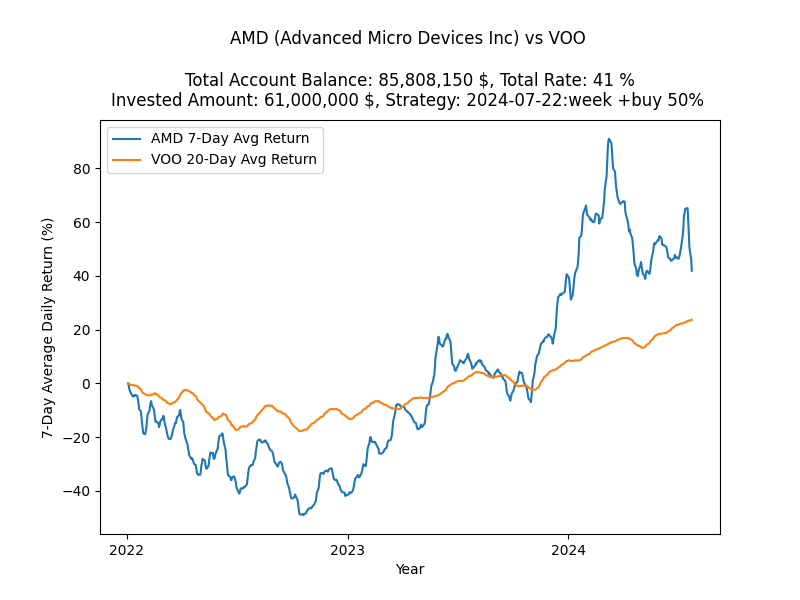 AMD (Advanced Micro Devices Inc) vs VOO
Total Account Balance: 85,808,150 $, Total Rate: 41 %
Invested Amount: 61,000,000 $, Strategy: 2024-07-22:week +buy 50%
AMD 7-Day Avg Return
VOO 20-Day Avg Return
7-Day Average Daily Return (%)
80
60
40
20
0
−20
−40
2022
2023
2024
Year